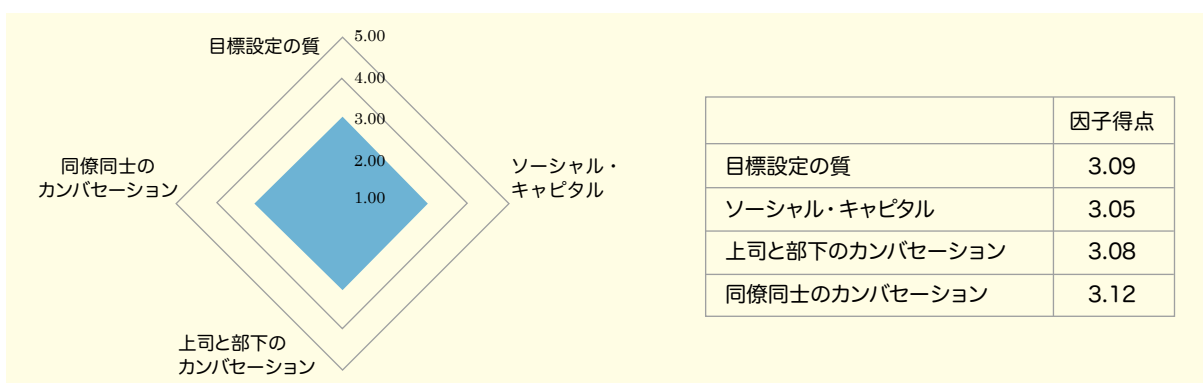 目標設定の質
5.00
4.00
3.00
2.00
1.00
同僚同士の
カンバセーション
ソーシャル・
キャピタル
上司と部下の
カンバセーション
因子得点
目標設定の質 3.09
ソーシャル・キャピタル 3.05
上司と部下のカンバセーション 3.08
同僚同士のカンバセーション 3.12